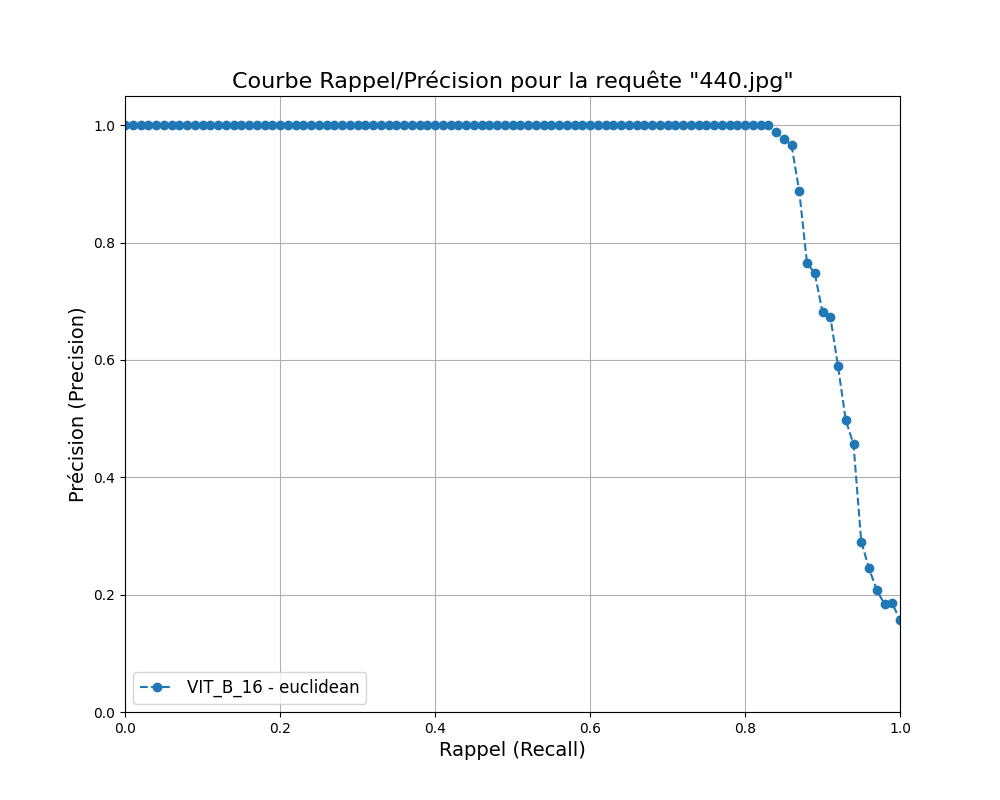 Courbe Rappel/Précision pour la requête "440.jpg"
Précision (Precision)
1.0
0.8
0.6
0.4
0.2
0.0
VIT_B_16 - euclidean
0.0 0.2 0.4 0.6 0.8 1.0
Rappel (Recall)